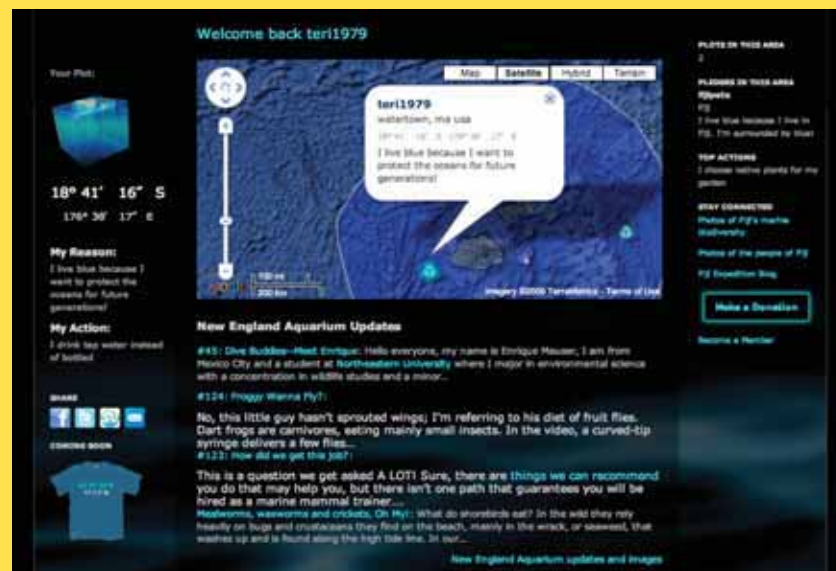 Welcome back teri1979
Your Plot:
18° 41' 16" S
176° 38' 17" E
My Reason:
I live blue because I
want to protect the
oceans for future
generations!
My Action:
I drink tap water instead
of bottled
SHARE
COMING SOON
Map Satellite Hybrid Terrain
teri1979
watertown, ma usa
I live blue because I want to
protect the oceans for future
generations!
100 mi
200 km
Imagery ©2009 TerraMetrics - Terms of Use
New England Aquarium Updates
#45: Dive Buddies--Meet Enrique: Hello everyone, my name is Enrique Mauser, I am from
Mexico City and a student at Northeastern University where I major in environmental science
with a concentration in wildlife studies and a minor...
#124: Froggy Wanna Fly?:
No, this little guy hasn't sprouted wings; I'm referring to his diet of fruit flies.
Dart frogs are carnivores, eating mainly small insects. In the video, a curved-tip
syringe delivers a few flies...
#123: How did we get this job?:
This is a question we get asked A LOT! Sure, there are things we can recommend
you do that may help you, but there isn't one path that guarantees you will be
hired as a marine mammal trainer...
Mealworms, waxworms and crickets, Oh My!: What do shorebirds eat? In the wild they rely
heavily on bugs and crustaceans they find on the beach, mainly in the wrack, or seaweed, that
washes up and is found along the high tide line. In our...
New England Aquarium updates and images
PLOTS IN THIS AREA
2
PLEDGERS IN THIS AREA
fijipete
FIJI
I live blue because I live in
Fiji. I'm surrounded by blue!
TOP ACTIONS
I choose native plants for my
garden
STAY CONNECTED
Photos of Fiji's marine
biodiversity
Photos of the people of Fiji
Fiji Expedition Blog
Make a Donation
Become a Member